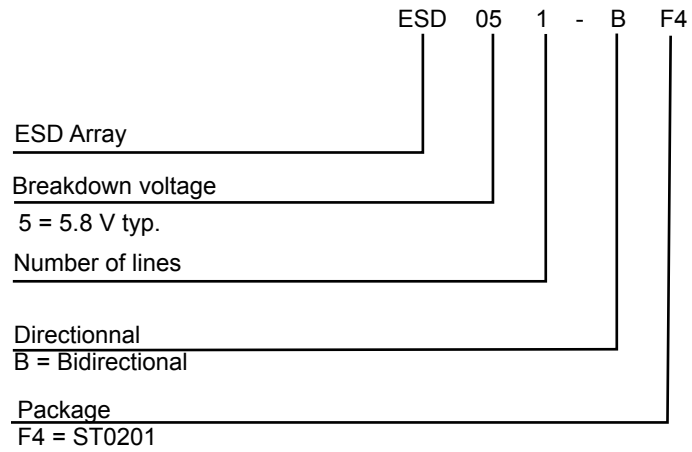 ESD 05 1 - B F4
ESD Array
Breakdown voltage
5 = 5.8 V typ.
Number of lines
Directionnal
B = Bidirectional
Package
F4 = ST0201